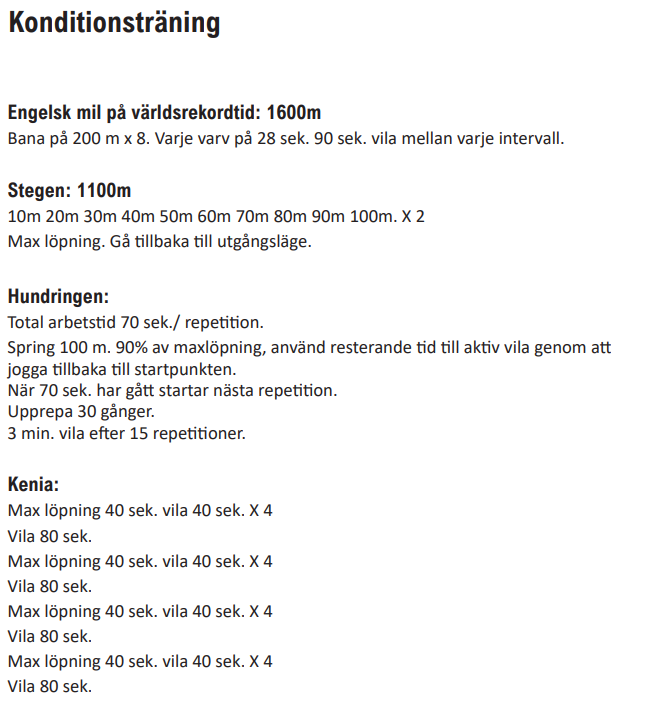 Konditionsträning
Engelsk mil på världsrekordtid: 1600m
Bana på 200 m x 8. Varje varv på 28 sek. 90 sek. vila mellan varje intervall.
Stegen: 1100m
10m 20m 30m 40m 50m 60m 70m 80m 90m 100m. X 2
Max löpning. Gå tillbaka till utgångsläge.
Hundringen:
Total arbetstid 70 sek./ repetition.
Spring 100 m. 90% av maxlöpning, använd resterande tid till aktiv vila genom att
jogga tillbaka till startpunkten.
När 70 sek. har gått startar nästa repetition.
Upprepa 30 gånger.
3 min. vila efter 15 repetitioner.
Kenia:
Max löpning 40 sek. vila 40 sek. X 4
Vila 80 sek.
Max löpning 40 sek. vila 40 sek. X 4
Vila 80 sek.
Max löpning 40 sek. vila 40 sek. X 4
Vila 80 sek.
Max löpning 40 sek. vila 40 sek. X 4
Vila 80 sek.